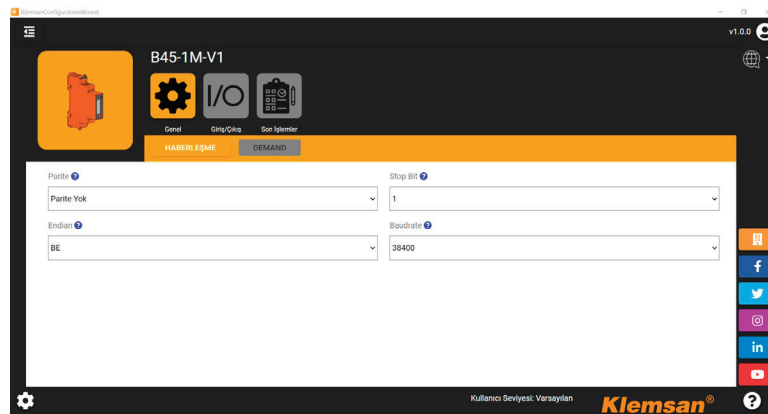 KlemsanConfigurationWizard
v1.0.0
B45-1M-V1
I/O
Genel
Giriş/Çıkış
Son İşlemler
HABERLEŞME
DEMAND
Parite
Stop Bit
Parite Yok
1
Endian
Baudrate
BE
38400
Kullanıcı Seviyesi: Varsayılan
Klemsan®